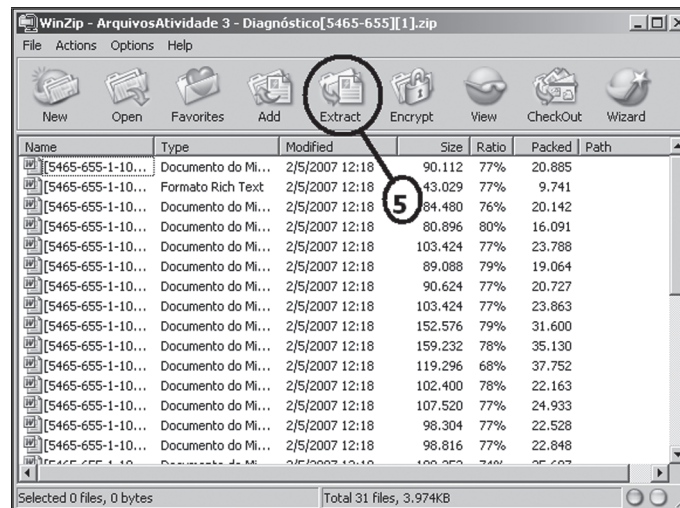 WinZip - ArquivosAtividade 3 - Diagnóstico[5465-655][1].zip
File Actions Options Help
New Open Favorites Add Extract Encrypt View CheckOut Wizard
Name Type Modified Size Ratio Packed Path
[5465-655-1-10... Documento do Mi... 2/5/2007 12:18 90.112 77% 20.885
[5465-655-1-10... Formato Rich Text 2/5/2007 12:18 43.029 77% 9.741
[5465-655-1-10... Documento do Mi... 2/5/2007 12:18 84.480 76% 20.142
5
[5465-655-1-10... Documento do Mi... 2/5/2007 12:18 80.896 80% 16.091
[5465-655-1-10... Documento do Mi... 2/5/2007 12:18 103.424 77% 23.788
[5465-655-1-10... Documento do Mi... 2/5/2007 12:18 89.088 79% 19.064
[5465-655-1-10... Documento do Mi... 2/5/2007 12:18 90.624 77% 20.727
[5465-655-1-10... Documento do Mi... 2/5/2007 12:18 103.424 77% 23.863
[5465-655-1-10... Documento do Mi... 2/5/2007 12:18 152.576 79% 31.600
[5465-655-1-10... Documento do Mi... 2/5/2007 12:18 159.232 78% 35.130
[5465-655-1-10... Documento do Mi... 2/5/2007 12:18 119.296 68% 37.752
[5465-655-1-10... Documento do Mi... 2/5/2007 12:18 102.400 78% 22.163
[5465-655-1-10... Documento do Mi... 2/5/2007 12:18 107.520 77% 24.933
[5465-655-1-10... Documento do Mi... 2/5/2007 12:18 98.304 77% 22.528
[5465-655-1-10... Documento do Mi... 2/5/2007 12:18 98.816 77% 22.848
Selected 0 files, 0 bytes Total 31 files, 3.974KB